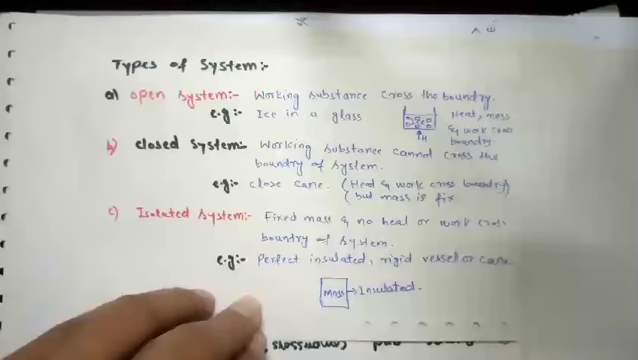 Types of System:-
a) open system:- Working substance cross the boundry.
e.g:- Ice in a glass
Heat, mass
& work cross
boundry
H
b) closed system:- Working substance cannot cross the
boundry of system.
e.g:- close cane. (Heat & work cross boundry)
(but mass is fix
c) Isolated system:- Fixed mass & no heat or work cross
boundry of system.
e.g:- Perfect insulated, rigid vessel or cane.
Mass → Insulated.